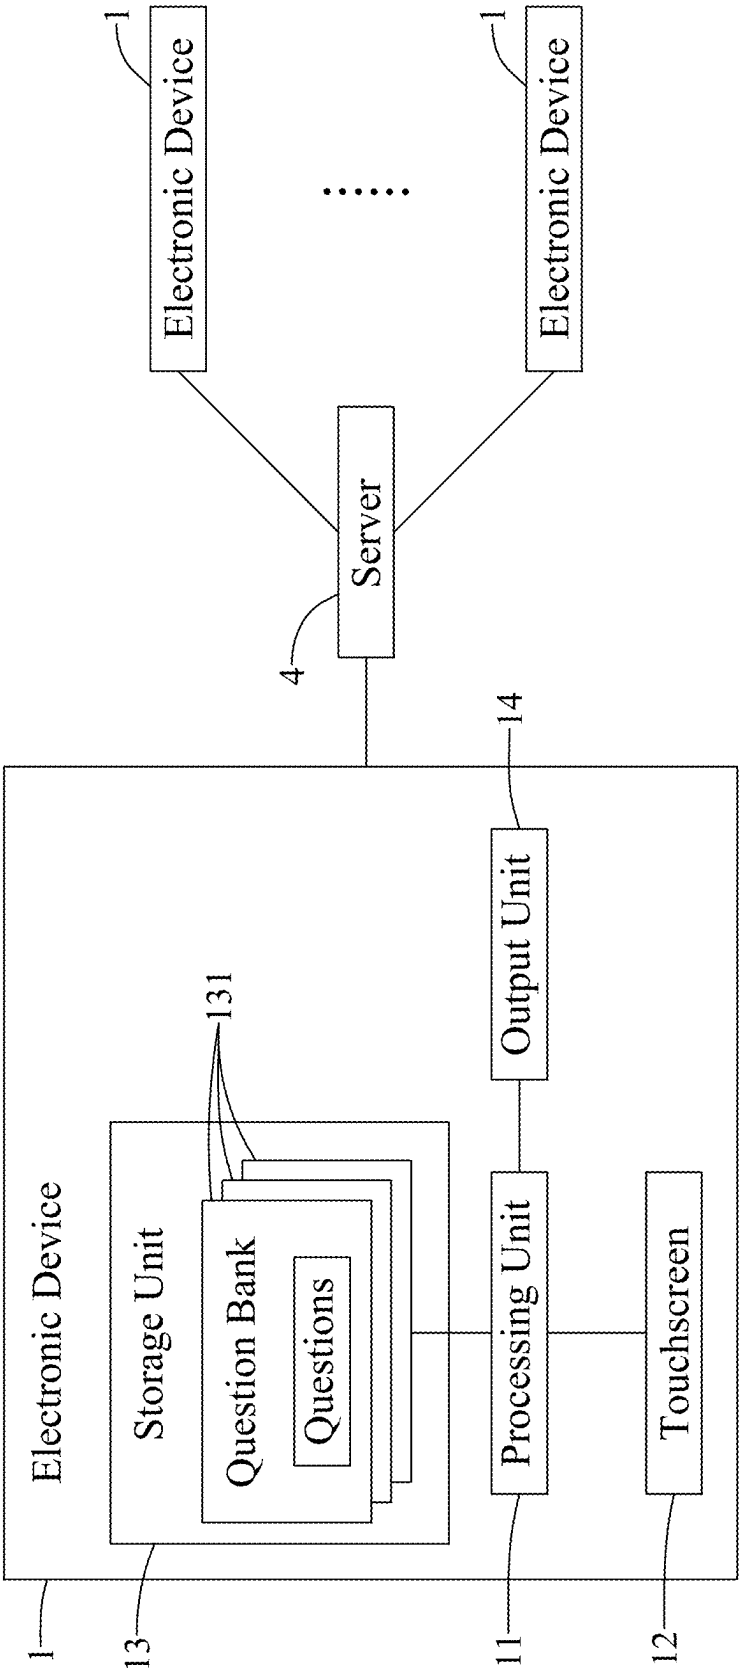 1
Electronic Device
13
Storage Unit
131
Question Bank
Questions
11
Processing Unit
14
Output Unit
12
Touchscreen
4
Server
1
Electronic Device
......
1
Electronic Device